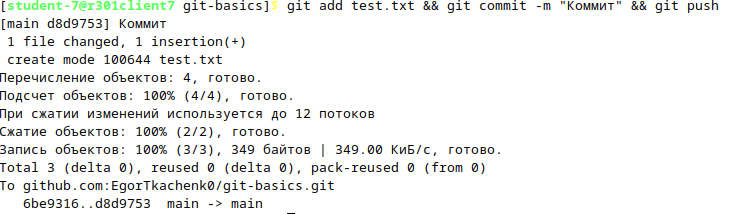 [student-7@r301client7 git-basics]$ git add test.txt && git commit -m "Коммит" && git push
[main d8d9753] Коммит
 1 file changed, 1 insertion(+)
 create mode 100644 test.txt
Перечисление объектов: 4, готово.
Подсчет объектов: 100% (4/4), готово.
При сжатии изменений используется до 12 потоков
Сжатие объектов: 100% (2/2), готово.
Запись объектов: 100% (3/3), 349 байтов | 349.00 КиБ/с, готово.
Total 3 (delta 0), reused 0 (delta 0), pack-reused 0 (from 0)
To github.com:EgorTkachenk0/git-basics.git
   6be9316..d8d9753  main -> main